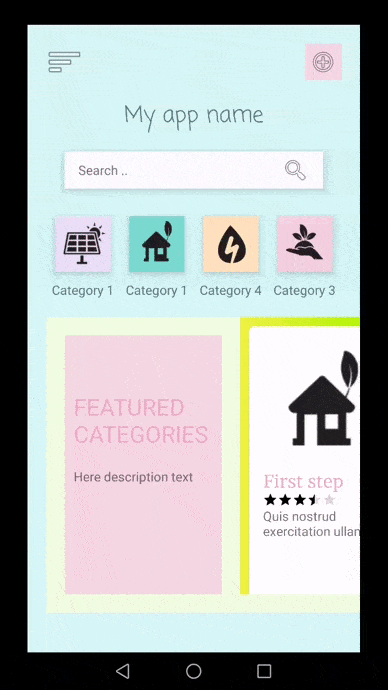 My app name
Search ..
Category 1 Category 1 Category 4 Category 3
FEATURED
CATEGORIES
Here description text
First step
Quis nostrud
exercitation ullan